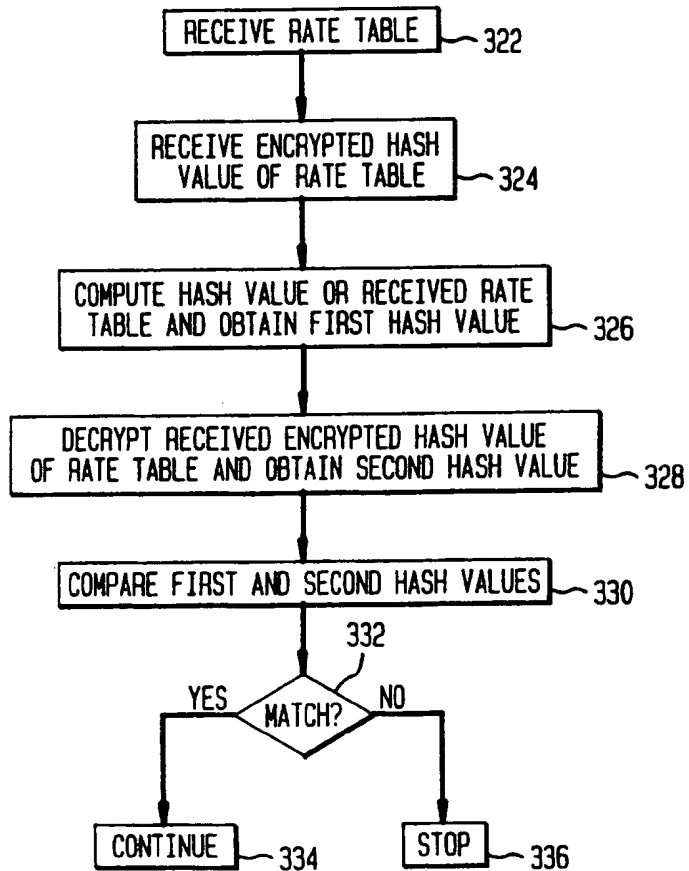 RECEIVE RATE TABLE
322
RECEIVE ENCRYPTED HASH
VALUE OF RATE TABLE
324
COMPUTE HASH VALUE OR RECEIVED RATE
TABLE AND OBTAIN FIRST HASH VALUE
326
DECRYPT RECEIVED ENCRYPTED HASH VALUE
OF RATE TABLE AND OBTAIN SECOND HASH VALUE
328
COMPARE FIRST AND SECOND HASH VALUES
330
332
YES
MATCH?
NO
CONTINUE
334
STOP
336